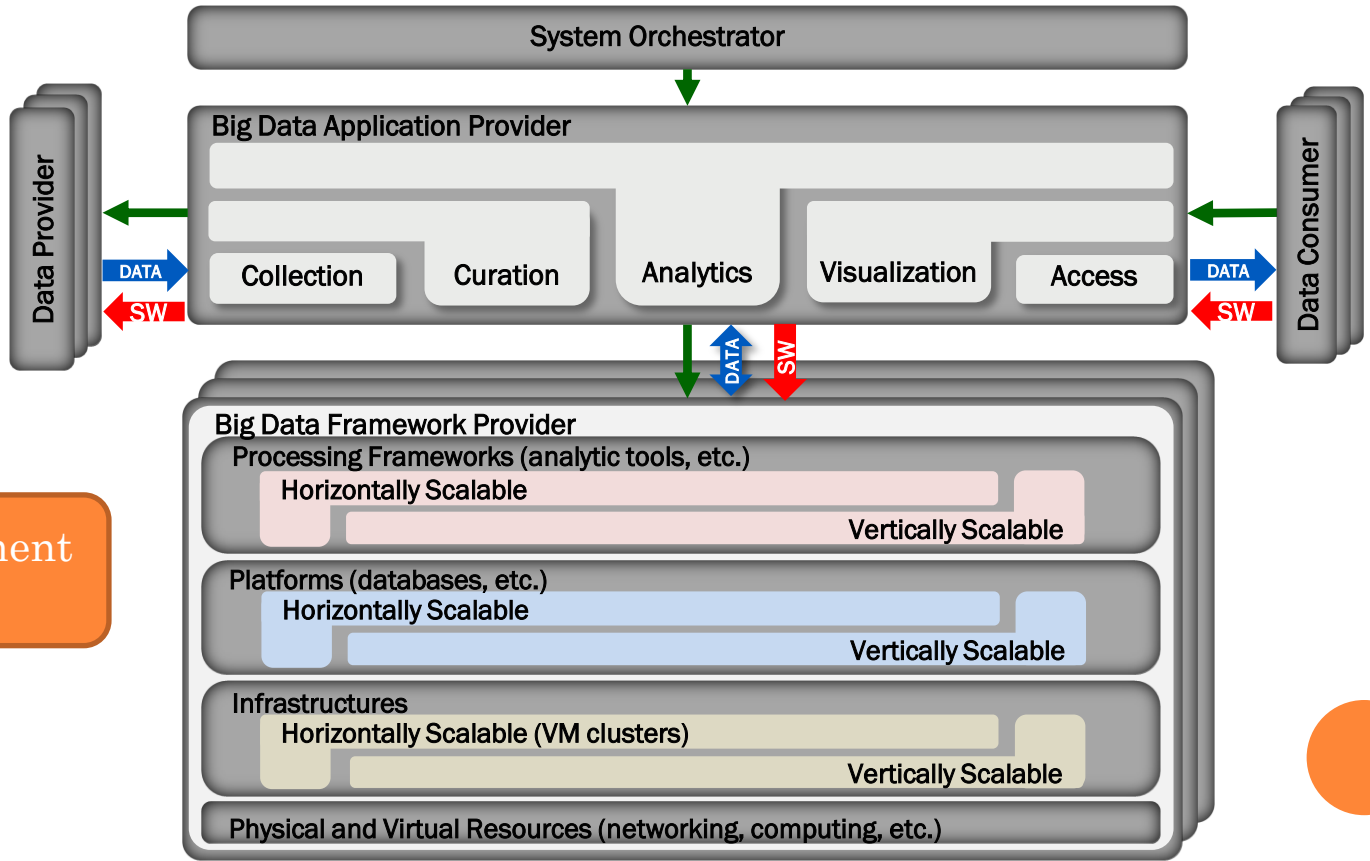 System Orchestrator
Big Data Application Provider
Data Provider
Data Consumer
Collection
Curation
Analytics
Visualization
Access
DATA
SW
DATA
SW
DATA
SW
Big Data Framework Provider
Processing Frameworks (analytic tools, etc.)
Horizontally Scalable
Vertically Scalable
Platforms (databases, etc.)
Horizontally Scalable
Vertically Scalable
Infrastructures
Horizontally Scalable (VM clusters)
Vertically Scalable
Physical and Virtual Resources (networking, computing, etc.)